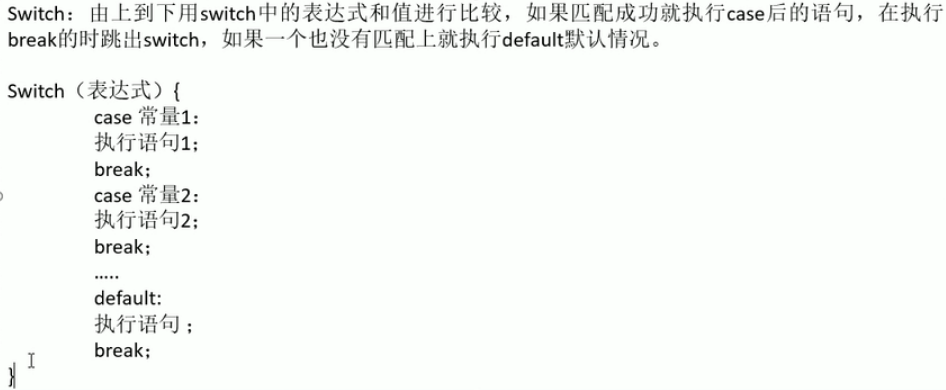 Switch：由上到下用switch中的表达式和值进行比较，如果匹配成功就执行case后的语句，在执行
break的时跳出switch，如果一个也没有匹配上就执行default默认情况。
Switch（表达式）{
case 常量1：
执行语句1；
break；
case 常量2：
执行语句2；
break；
.....
default:
执行语句；
break；
}